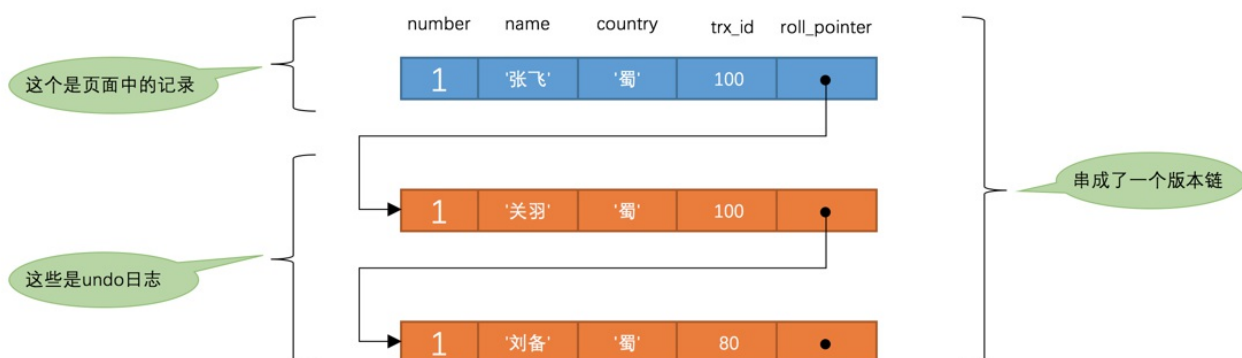 number name country trx_id roll_pointer
这个是页面中的记录
1 '张飞' '蜀' 100
串成了一个版本链
1 '关羽' '蜀' 100
这些是undo日志
1 '刘备' '蜀' 80